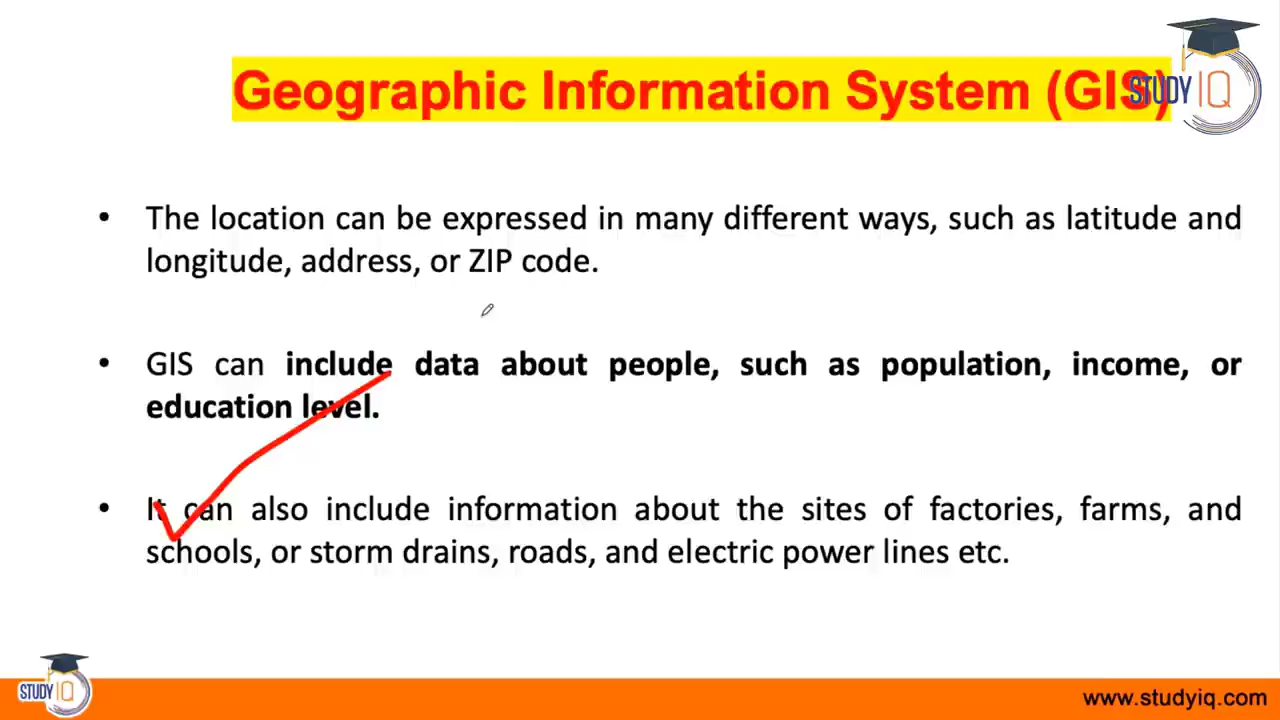 Geographic Information System (GIS)
STUDY IQ
• The location can be expressed in many different ways, such as latitude and
longitude, address, or ZIP code.
• GIS can include data about people, such as population, income, or
education level.
• It can also include information about the sites of factories, farms, and
schools, or storm drains, roads, and electric power lines etc.
STUDY IQ
www.studyiq.com